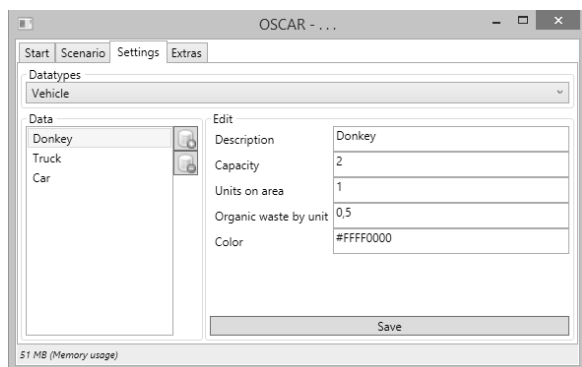 OSCAR - . . .
Start Scenario Settings Extras
Datatypes
Vehicle
Data
Donkey
Truck
Car
Edit
Description Donkey
Capacity 2
Units on area 1
Organic waste by unit 0,5
Color #FFFF0000
Save
51 MB (Memory usage)